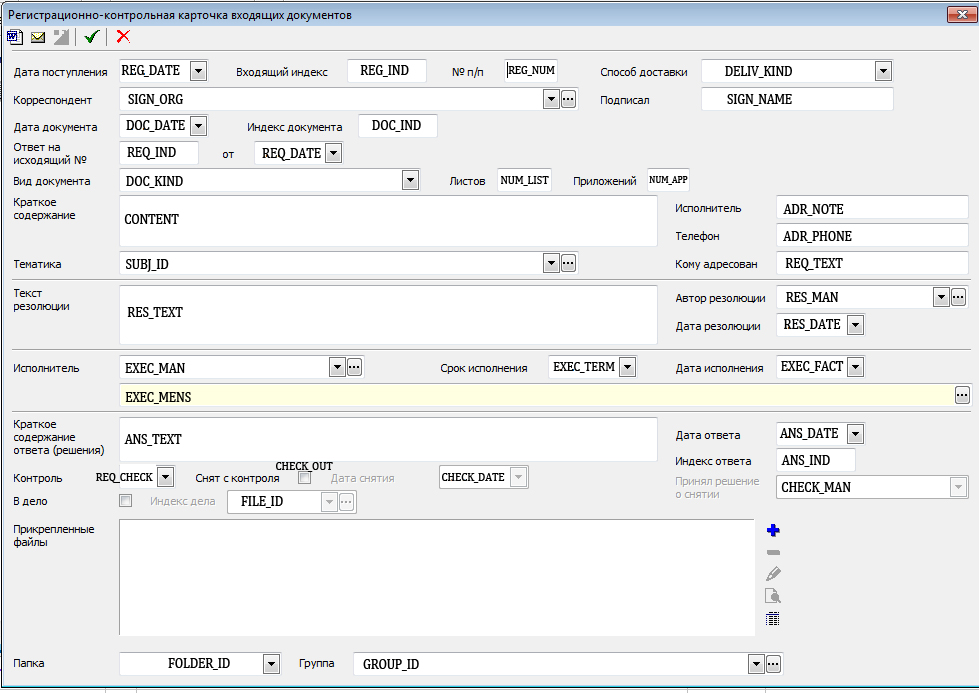 Регистрационно-контрольная карточка входящих документов
Дата поступления REG_DATE Входящий индекс REG_IND № п/п REG_NUM Способ доставки DELIV_KIND
Корреспондент SIGN_ORG Подписал SIGN_NAME
Дата документа DOC_DATE Индекс документа DOC_IND
Ответ на
исходящий № REQ_IND от REQ_DATE
Вид документа DOC_KIND Листов NUM_LIST Приложений NUM_APP
Краткое
содержание CONTENT Исполнитель ADR_NOTE
Телефон ADR_PHONE
Тематика SUBJ_ID Кому адресован REQ_TEXT
Текст
резолюции RES_TEXT Автор резолюции RES_MAN
Дата резолюции RES_DATE
Исполнитель EXEC_MAN Срок исполнения EXEC_TERM Дата исполнения EXEC_FACT
EXEC_MENS
Краткое
содержание
ответа (решения) ANS_TEXT Дата ответа ANS_DATE
Индекс ответа ANS_IND
Контроль REQ_CHECK Снят с контроля CHECK_OUT Дата снятия CHECK_DATE
Принял решение
о снятии CHECK_MAN
В дело Индекс дела FILE_ID
Прикрепленные
файлы
Папка FOLDER_ID Группа GROUP_ID